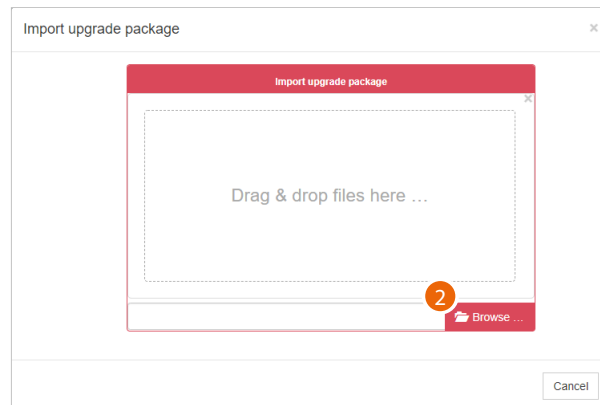 Import upgrade package
×
Import upgrade package
×
Drag & drop files here …
2
Browse …
Cancel